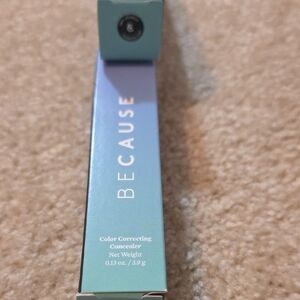 BECAUSE
Color Correcting
Concealer
Net Weight
0.13 oz. / 3.9 g